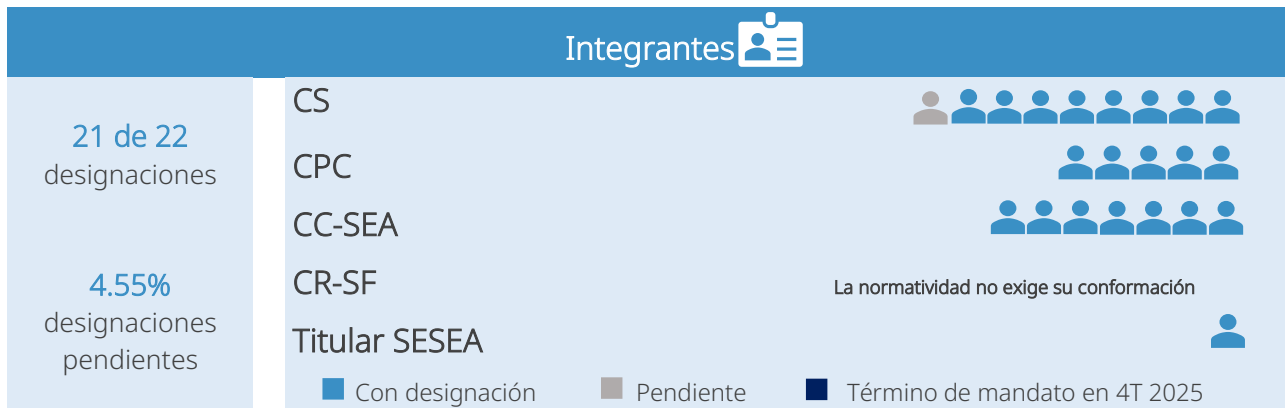 Integrantes
21 de 22
designaciones
4.55%
designaciones
pendientes
CS
CPC
CC-SEA
CR-SF
La normatividad no exige su conformación
Titular SESEA
Con designación
Pendiente
Término de mandato en 4T 2025